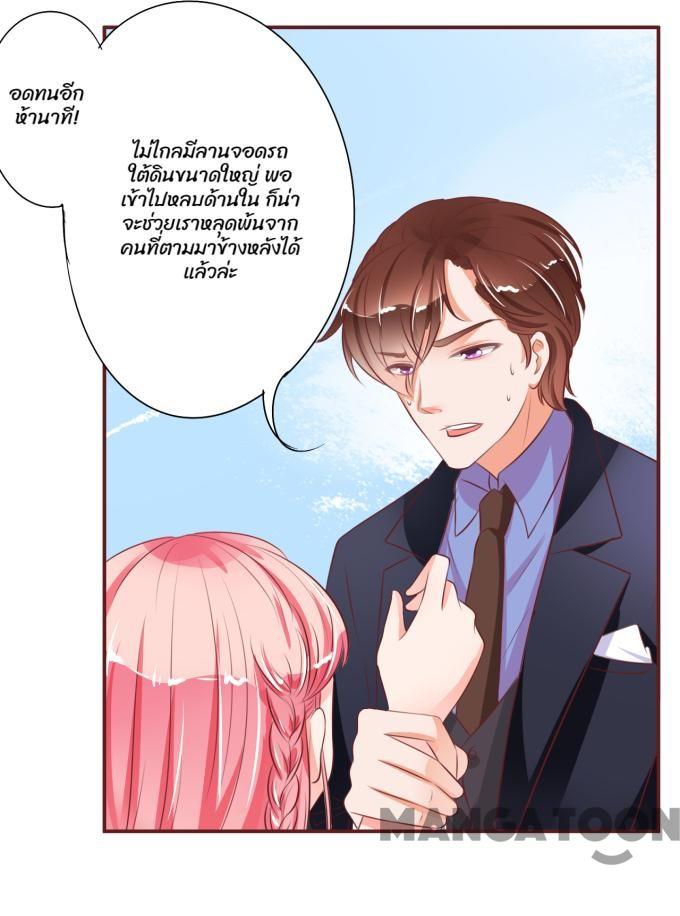 อดทนอีก
ห้านาที!
ไม่ไกลมีลานจอดรถ
ใต้ดินขนาดใหญ่ พอ
เข้าไปหลบด้านใน ก็น่า
จะช่วยเราหลุดพ้นจาก
คนที่ตามมาข้างหลังได้
แล้วล่ะ
MANGATOON